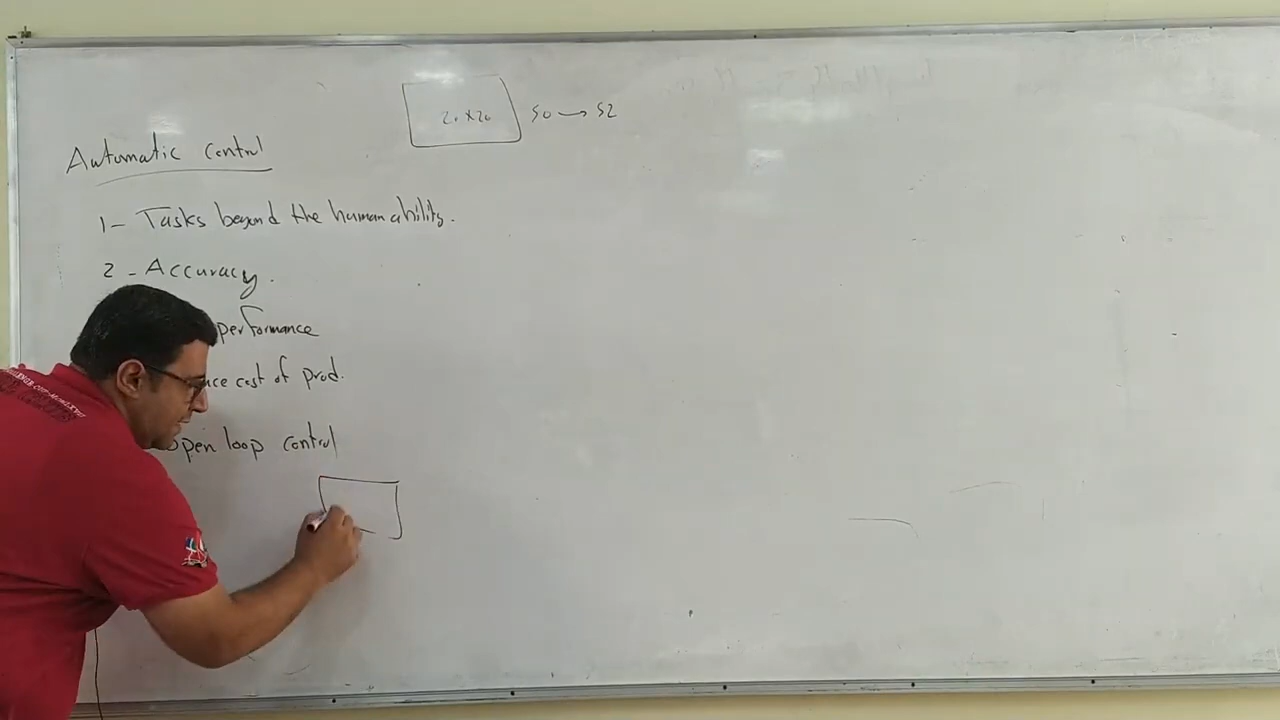 20 x 20 50 → 52
Automatic control
1- Tasks beyond the human ability.
2 - Accuracy.
performance
nce cost of prod.
open loop control